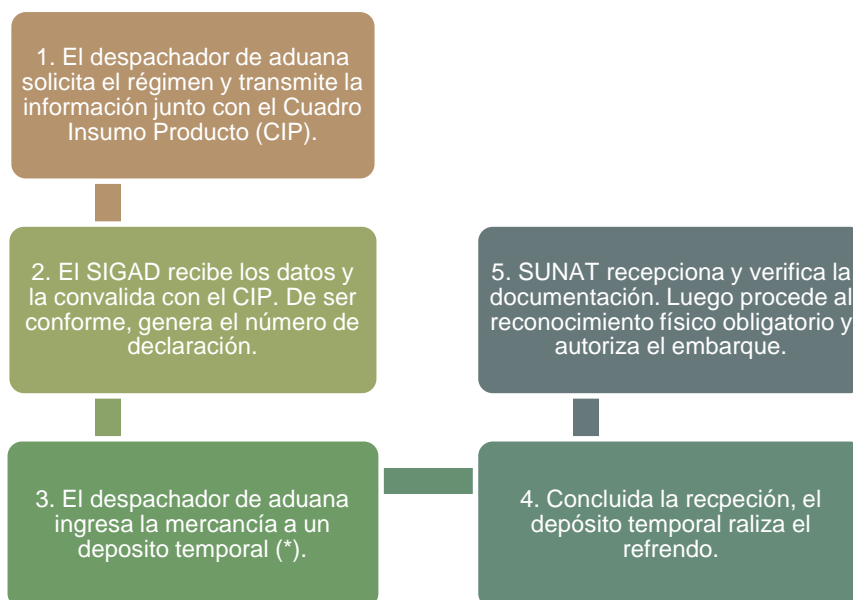 1. El despachador de aduana
solicita el régimen y transmite la
información junto con el Cuadro
Insumo Producto (CIP).
2. El SIGAD recibe los datos y
la convalida con el CIP. De ser
conforme, genera el número de
declaración.
3. El despachador de aduana
ingresa la mercancía a un
deposito temporal (*).
4. Concluida la recpeción, el
depósito temporal raliza el
refrendo.
5. SUNAT recepciona y verifica la
documentación. Luego procede al
reconocimiento físico obligatorio y
autoriza el embarque.